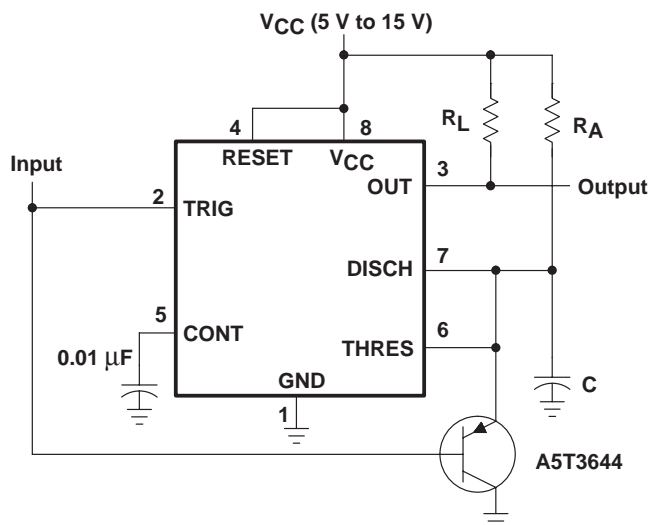 VCC (5 V to 15 V)
4
8
RL
RA
RESET
VCC
Input
3
OUT
Output
2
TRIG
7
DISCH
5
CONT
6
THRES
0.01 μF
GND
C
1
A5T3644